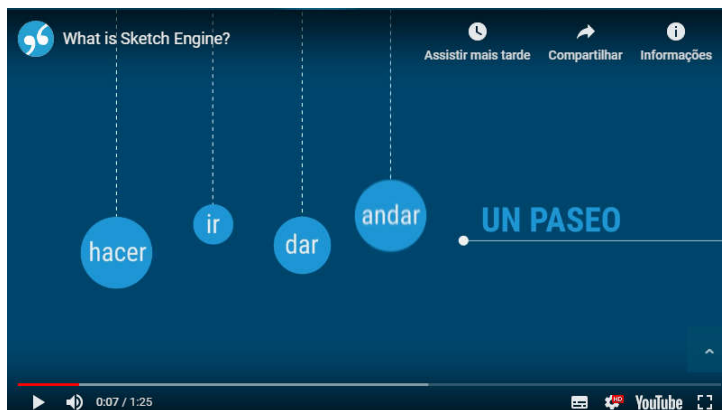 What is Sketch Engine?
Assistir mais tarde
Compartilhar
Informações
hacer
ir
dar
andar
UN PASEO
0:07 / 1:25
HD
YouTube